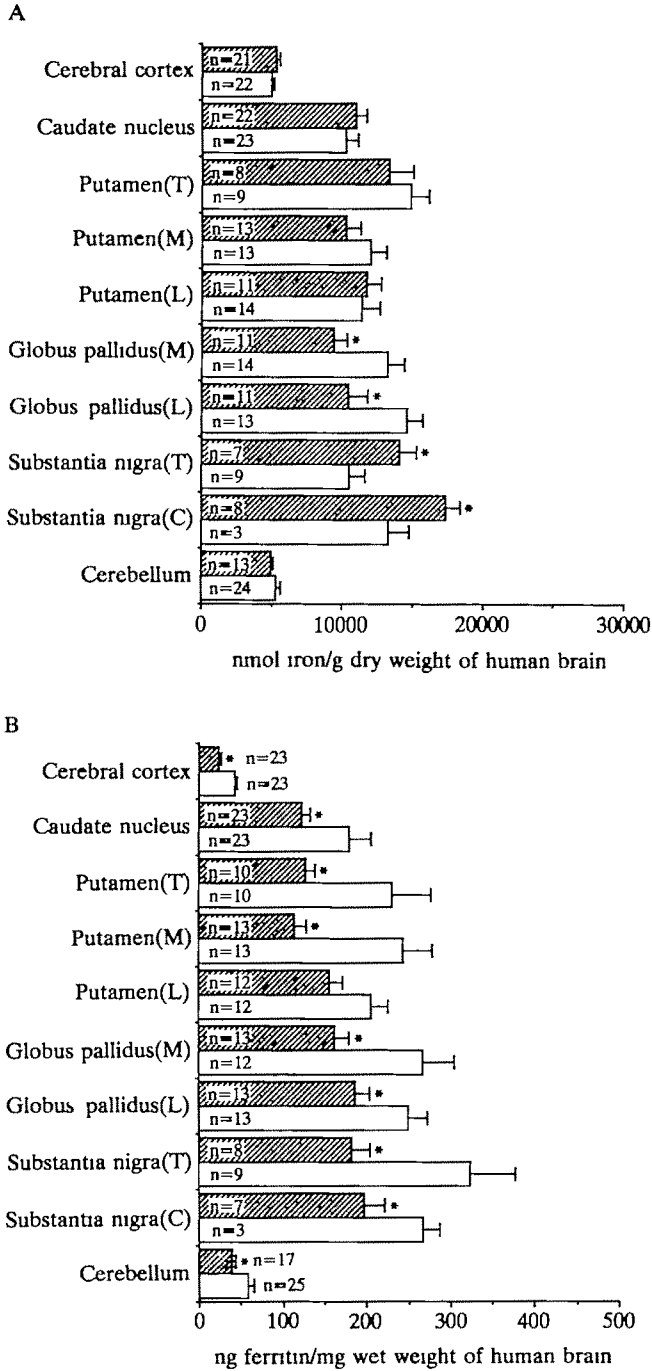 A
Cerebral cortex
n=21
n=22
Caudate nucleus
n=22
n=23
Putamen(T)
n=8
n=9
Putamen(M)
n=13
n=13
Putamen(L)
n=11
n=14
Globus pallidus(M)
n=11
*
n=14
Globus pallidus(L)
n=11
*
n=13
Substantia nigra(T)
n=7
*
n=9
Substantia nigra(C)
n=8
*
n=3
Cerebellum
n=13
n=24
0 10000 20000 30000
nmol iron/g dry weight of human brain
B
Cerebral cortex
* n=23
n=23
Caudate nucleus
n=23
*
n=23
Putamen(T)
n=10
*
n=10
Putamen(M)
n=13
*
n=13
Putamen(L)
n=12
n=12
Globus pallidus(M)
n=13
*
n=12
Globus pallidus(L)
n=13
*
n=13
Substantia nigra(T)
n=8
*
n=9
Substantia nigra(C)
n=7
*
n=3
Cerebellum
* n=17
n=25
0 100 200 300 400 500
ng ferritin/mg wet weight of human brain